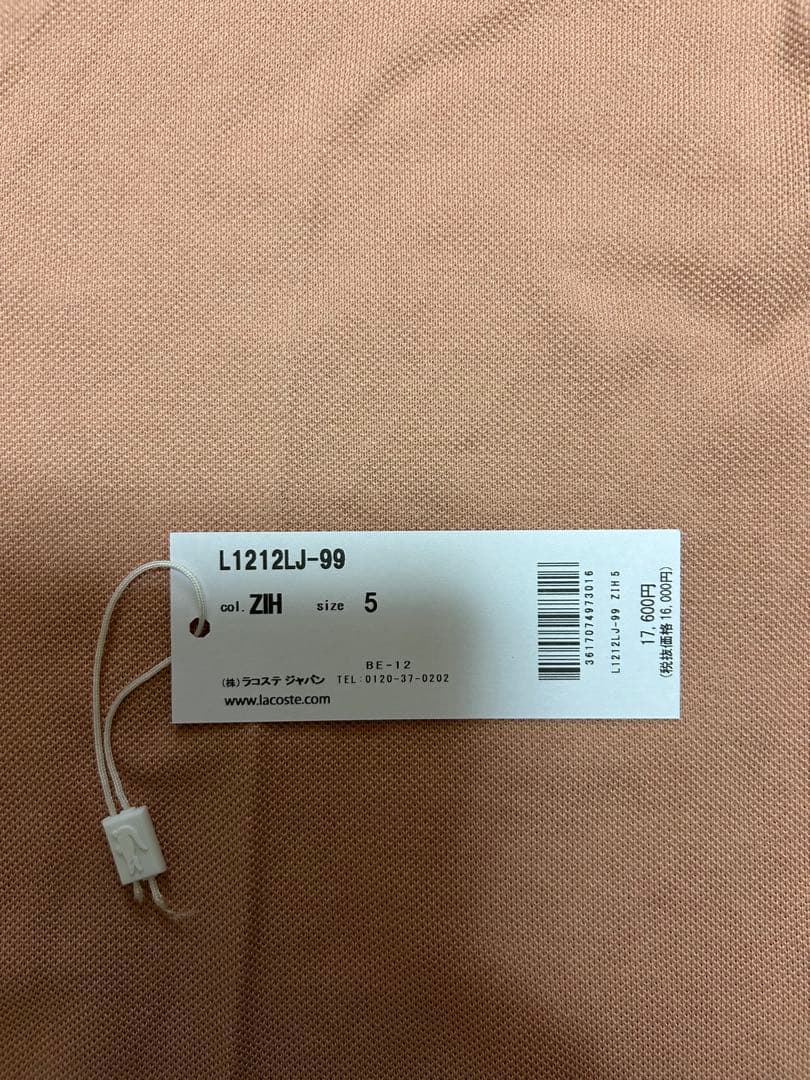 L1212LJ-99
col. ZIH size 5
BE-12
(株)ラコステ ジャパン TEL:0120-37-0202
www.lacoste.com
3617074973016
L1212LJ-99 ZIH 5
17,600円
(税抜価格16,000円)